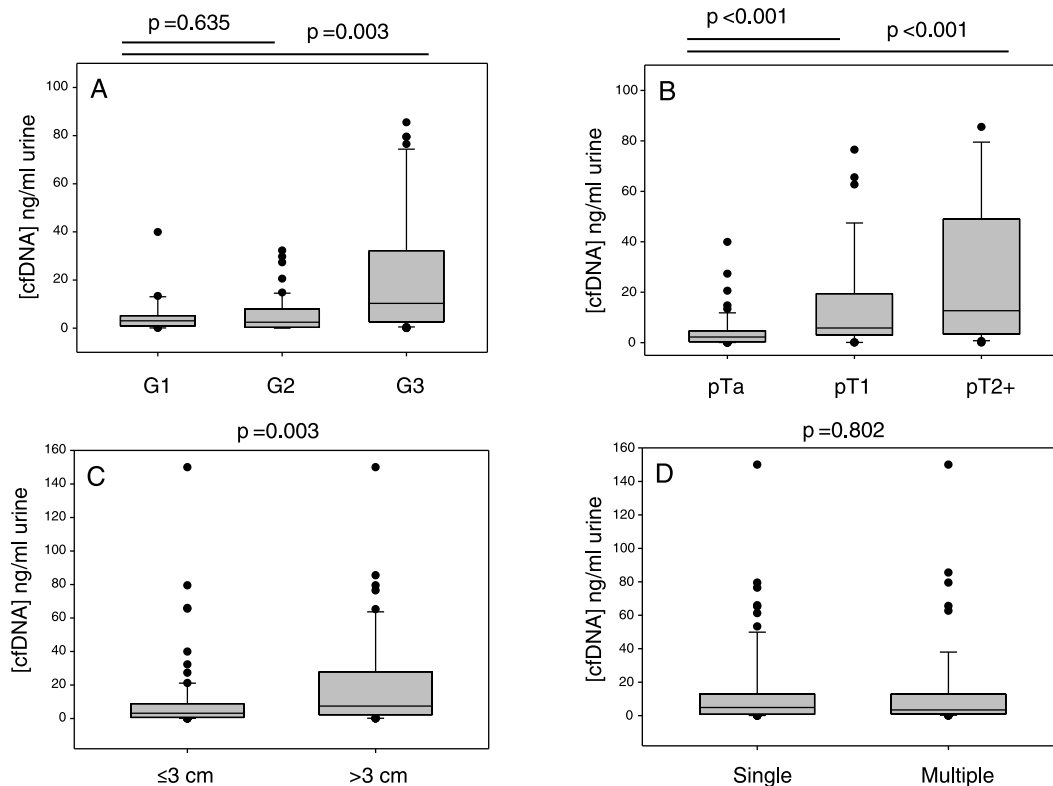 p =0.635
p =0.003
A
[cfDNA] ng/ml urine
100
80
60
40
20
0
G1 G2 G3
p <0.001
p <0.001
B
[cfDNA] ng/ml urine
100
80
60
40
20
0
pTa pT1 pT2+
p =0.003
C
[cfDNA] ng/ml urine
160
140
120
100
80
60
40
20
0
≤3 cm >3 cm
p =0.802
D
[cfDNA] ng/ml urine
160
140
120
100
80
60
40
20
0
Single Multiple